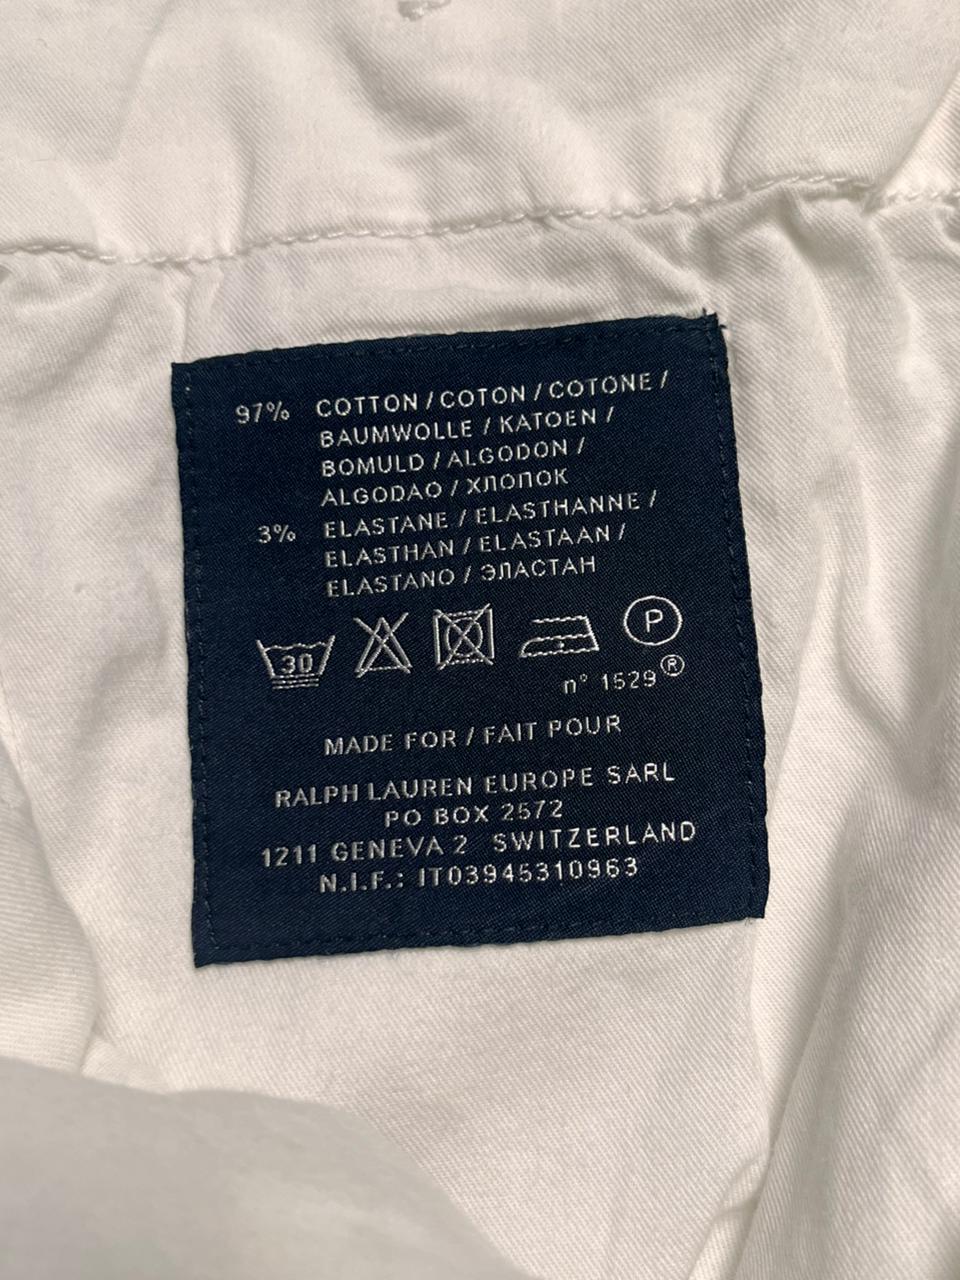 97% COTTON / COTON / COTONE /
BAUMWOLLE / KATOEN /
BOMULD / ALGODON /
ALGODAO / ХЛОПОК
3% ELASTANE / ELASTHANNE /
ELASTHAN / ELASTAAN /
ELASTANO / ЭЛАСТАН
30 P
n° 1529®
MADE FOR / FAIT POUR
RALPH LAUREN EUROPE SARL
PO BOX 2572
1211 GENEVA 2 SWITZERLAND
N.I.F.: IT03945310963